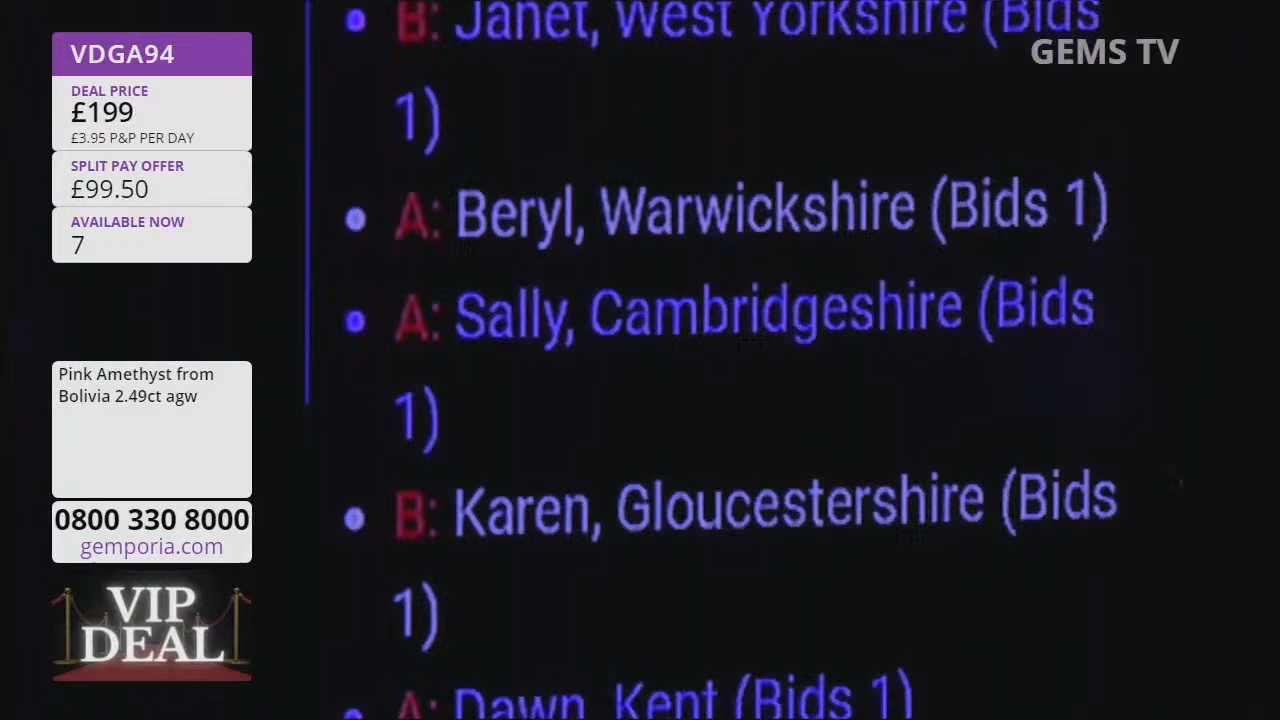 VDGA94
DEAL PRICE
£199
£3.95 P&P PER DAY
SPLIT PAY OFFER
£99.50
AVAILABLE NOW
7
Pink Amethyst from
Bolivia 2.49ct agw
0800 330 8000
gemporia.com
VIP
DEAL
GEMS TV
B: Janet, West Yorkshire (Bids
1)
A: Beryl, Warwickshire (Bids 1)
A: Sally, Cambridgeshire (Bids
1)
B: Karen, Gloucestershire (Bids
1)
A: Dawn, Kent (Bids 1)